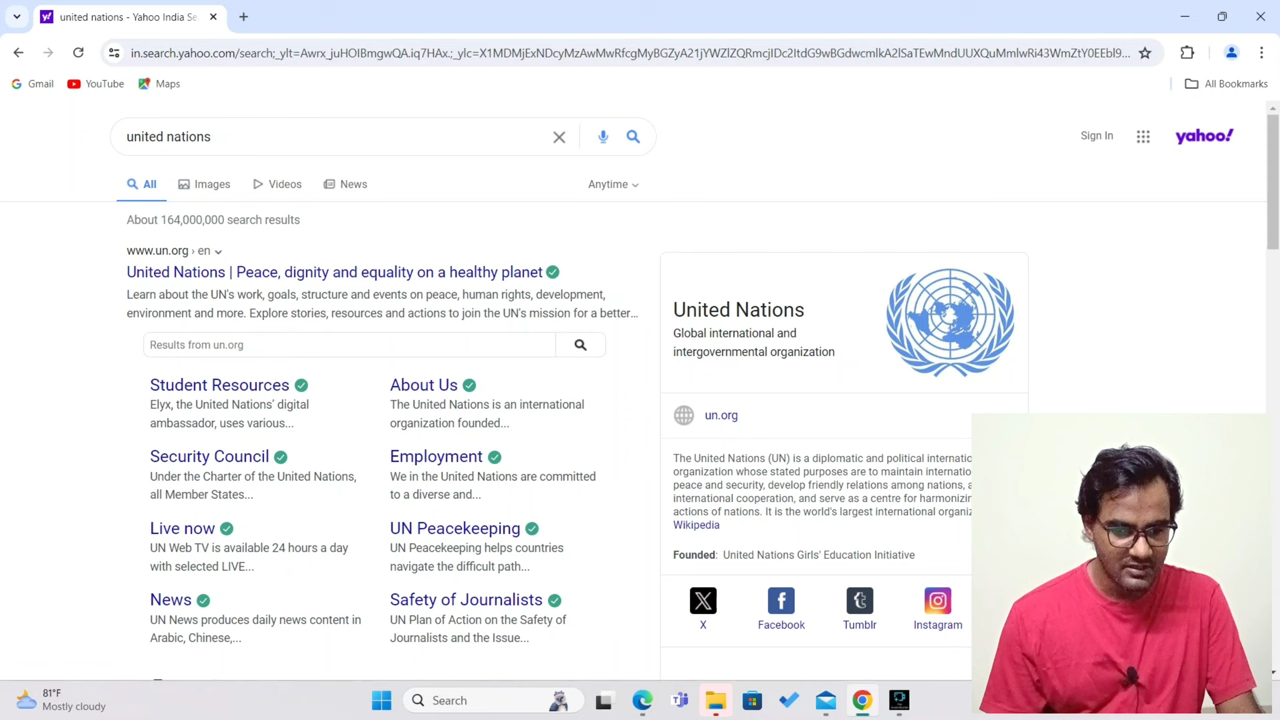 united nations - Yahoo India Se
in.search.yahoo.com/search;_ylt=Awrx_juHOIBmgwQA.iq7HAx.;_ylc=X1MDMjExNDcyMzAwMwRfcgMyBGZyA21jYWZlZQRmcjIDc2ItdG9wBGdwcmlkA2lSaTEwMndUUXQuMmlwRi43WmZtY0EEbl9...
Gmail
YouTube
Maps
All Bookmarks
united nations
Sign In
yahoo!
All
Images
Videos
News
Anytime
About 164,000,000 search results
www.un.org › en
United Nations | Peace, dignity and equality on a healthy planet
Learn about the UN's work, goals, structure and events on peace, human rights, development,
environment and more. Explore stories, resources and actions to join the UN's mission for a better...
Results from un.org
Student Resources
Elyx, the United Nations’ digital
ambassador, uses various...
About Us
The United Nations is an international
organization founded...
Security Council
Under the Charter of the United Nations,
all Member States...
Employment
We in the United Nations are committed
to a diverse and...
Live now
UN Web TV is available 24 hours a day
with selected LIVE...
UN Peacekeeping
UN Peacekeeping helps countries
navigate the difficult path...
News
UN News produces daily news content in
Arabic, Chinese,...
Safety of Journalists
UN Plan of Action on the Safety of
Journalists and the Issue...
United Nations
Global international and
intergovernmental organization
un.org
The United Nations (UN) is a diplomatic and political
organization whose stated purposes are to maintain
peace and security, develop friendly relations among nations,
international cooperation, and serve as a centre for
actions of nations. It is the world's largest international
Wikipedia
Founded: United Nations Girls' Education Initiative
X
Facebook
Tumblr
Instagram
81°F
Mostly cloudy
Search